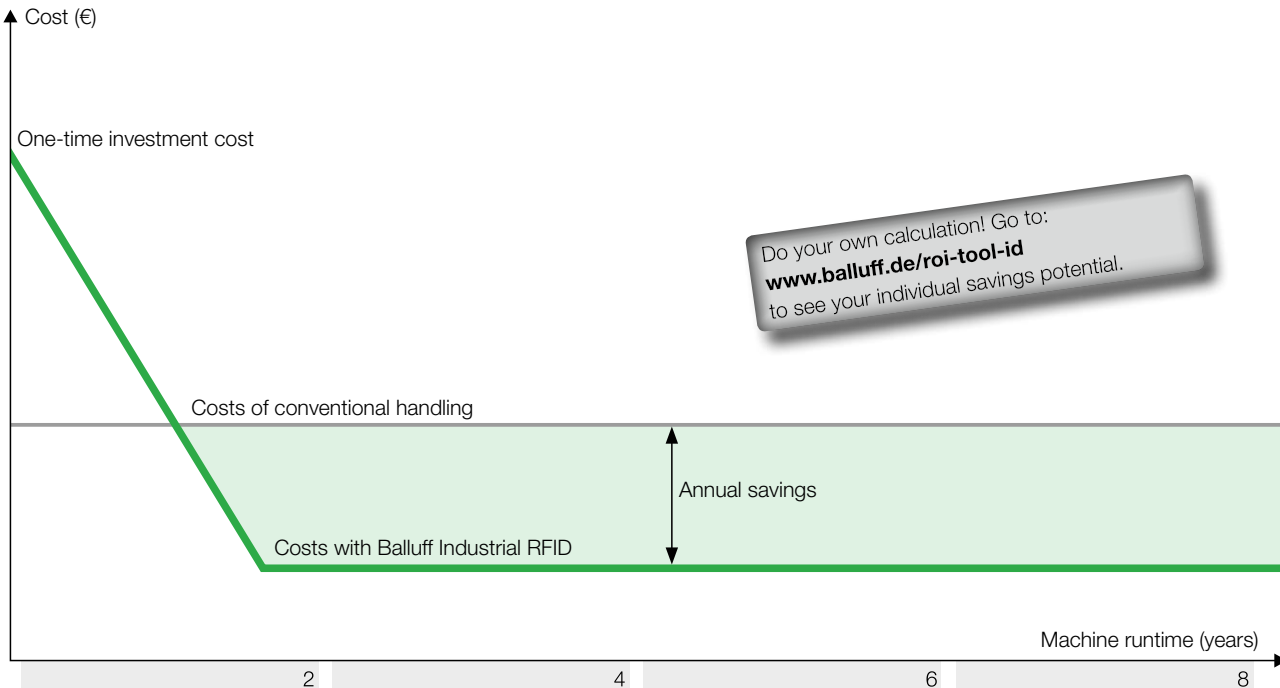 Cost (€)
One-time investment cost
Do your own calculation! Go to:
www.balluff.de/roi-tool-id
to see your individual savings potential.
Costs of conventional handling
Annual savings
Costs with Balluff Industrial RFID
Machine runtime (years)
2
4
6
8